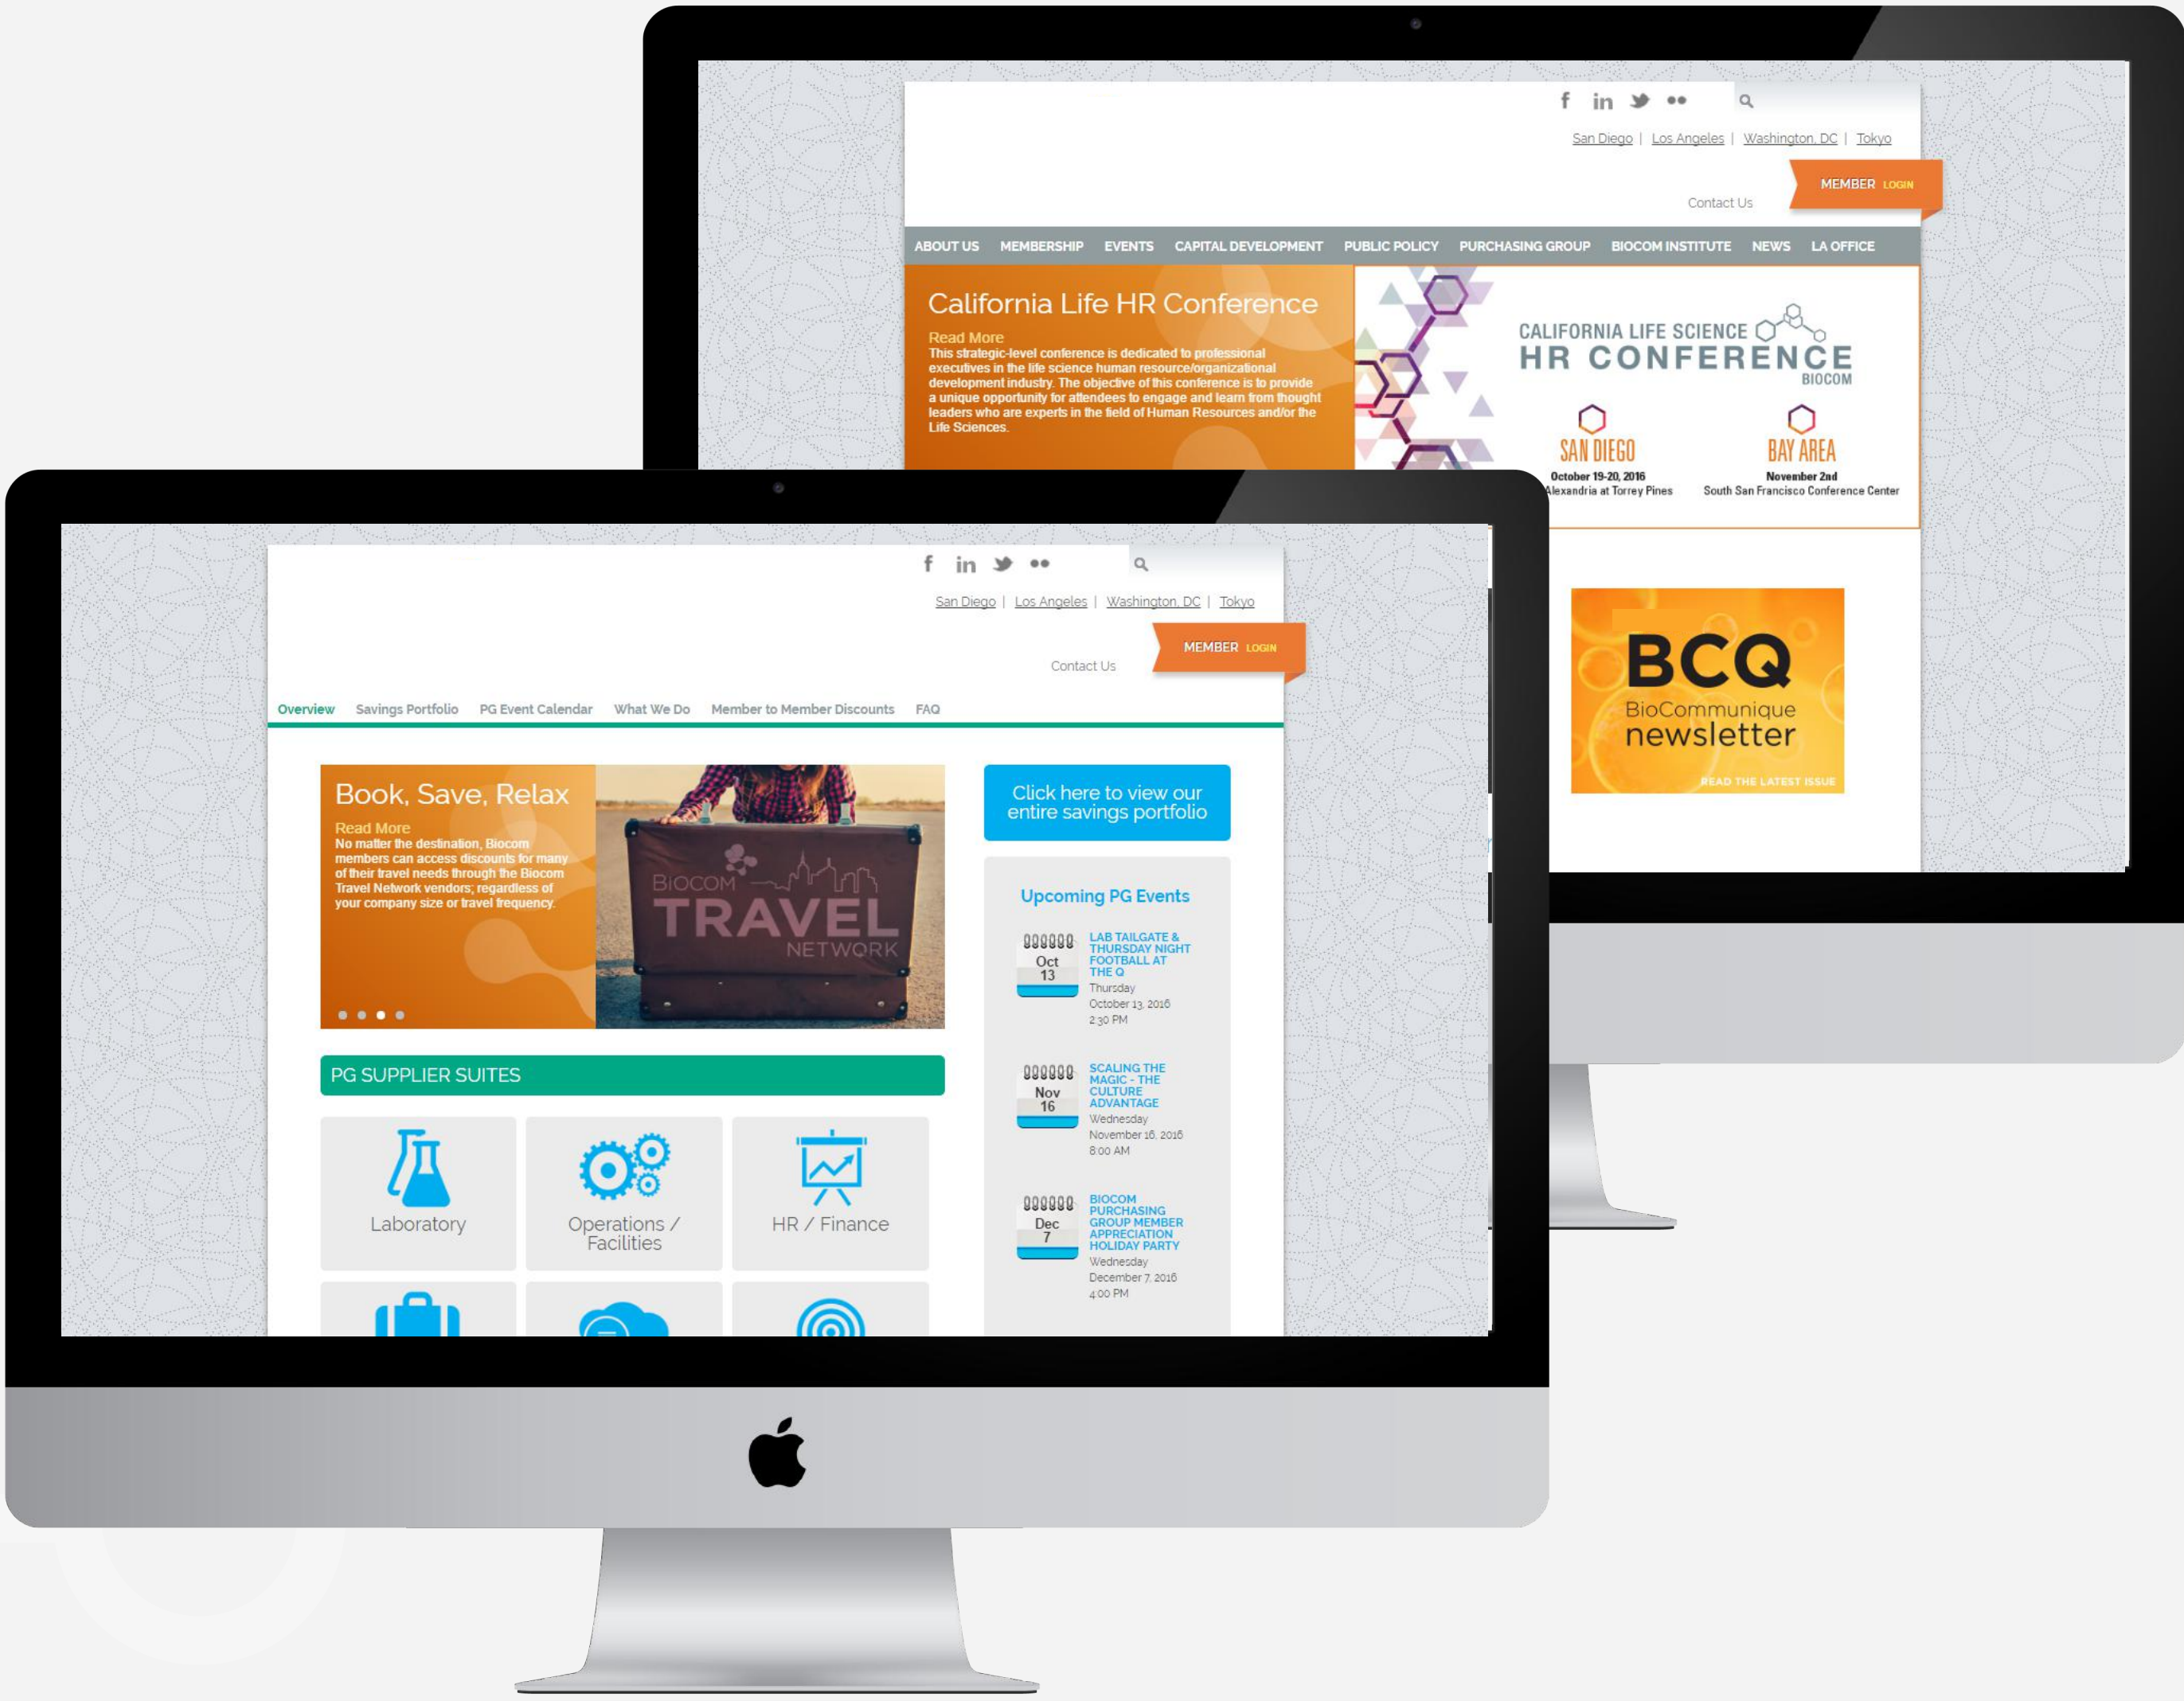 San Diego | Los Angeles | Washington, DC | Tokyo
MEMBER LOGIN
Contact Us
ABOUT US MEMBERSHIP EVENTS CAPITAL DEVELOPMENT PUBLIC POLICY PURCHASING GROUP BIOCOM INSTITUTE NEWS LA OFFICE
California Life HR Conference
Read More
This strategic-level conference is dedicated to professional
executives in the life science human resource/organizational
development industry. The objective of this conference is to provide
a unique opportunity for attendees to engage and learn from thought
leaders who are experts in the field of Human Resources and/or the
Life Sciences.
CALIFORNIA LIFE SCIENCE
HR CONFERENCE
BIOCOM
SAN DIEGO
October 19-20, 2016
Alexandria at Torrey Pines
BAY AREA
November 2nd
South San Francisco Conference Center
BCQ
BioCommunique
newsletter
READ THE LATEST ISSUE
San Diego | Los Angeles | Washington, DC | Tokyo
MEMBER LOGIN
Contact Us
Overview Savings Portfolio PG Event Calendar What We Do Member to Member Discounts FAQ
Book, Save, Relax
Read More
No matter the destination, Biocom
members can access discounts for many
of their travel needs through the Biocom
Travel Network vendors; regardless of
your company size or travel frequency.
BIOCOM
TRAVEL
NETWORK
Click here to view our
entire savings portfolio
Upcoming PG Events
Oct
13
LAB TAILGATE &
THURSDAY NIGHT
FOOTBALL AT
THE Q
Thursday
October 13, 2016
2:30 PM
Nov
16
SCALING THE
MAGIC - THE
CULTURE
ADVANTAGE
Wednesday
November 16, 2016
8:00 AM
Dec
7
BIOCOM
PURCHASING
GROUP MEMBER
APPRECIATION
HOLIDAY PARTY
Wednesday
December 7, 2016
4:00 PM
PG SUPPLIER SUITES
Laboratory
Operations /
Facilities
HR / Finance